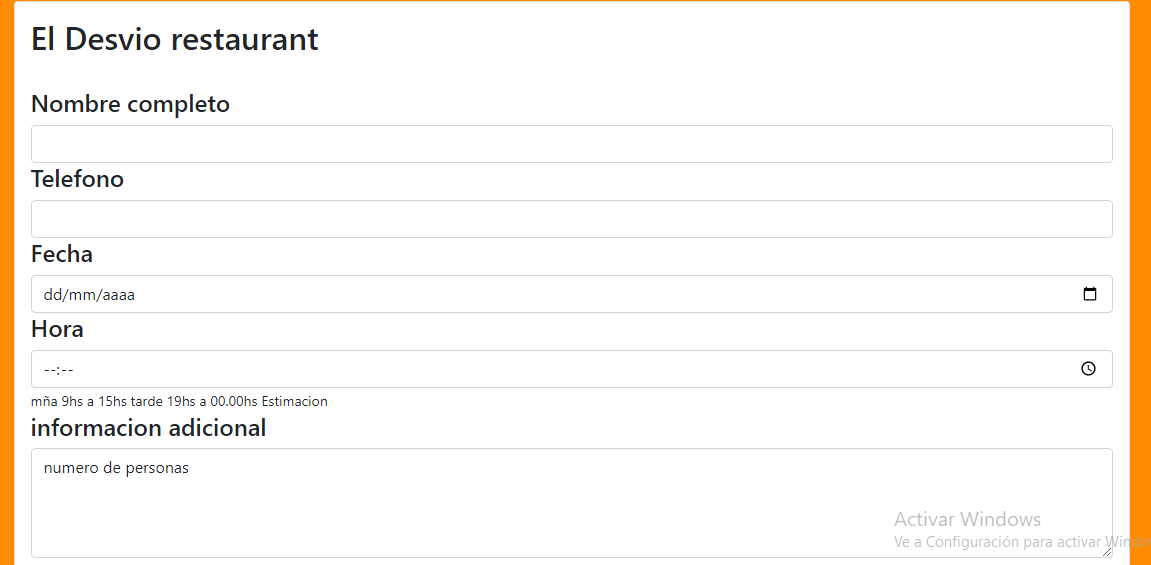 El Desvio restaurant
Nombre completo
Telefono
Fecha
dd/mm/aaaa
Hora
--:--
mña 9hs a 15hs tarde 19hs a 00.00hs Estimacion
informacion adicional
numero de personas
Activar Windows
Ve a Configuración para activar Windo